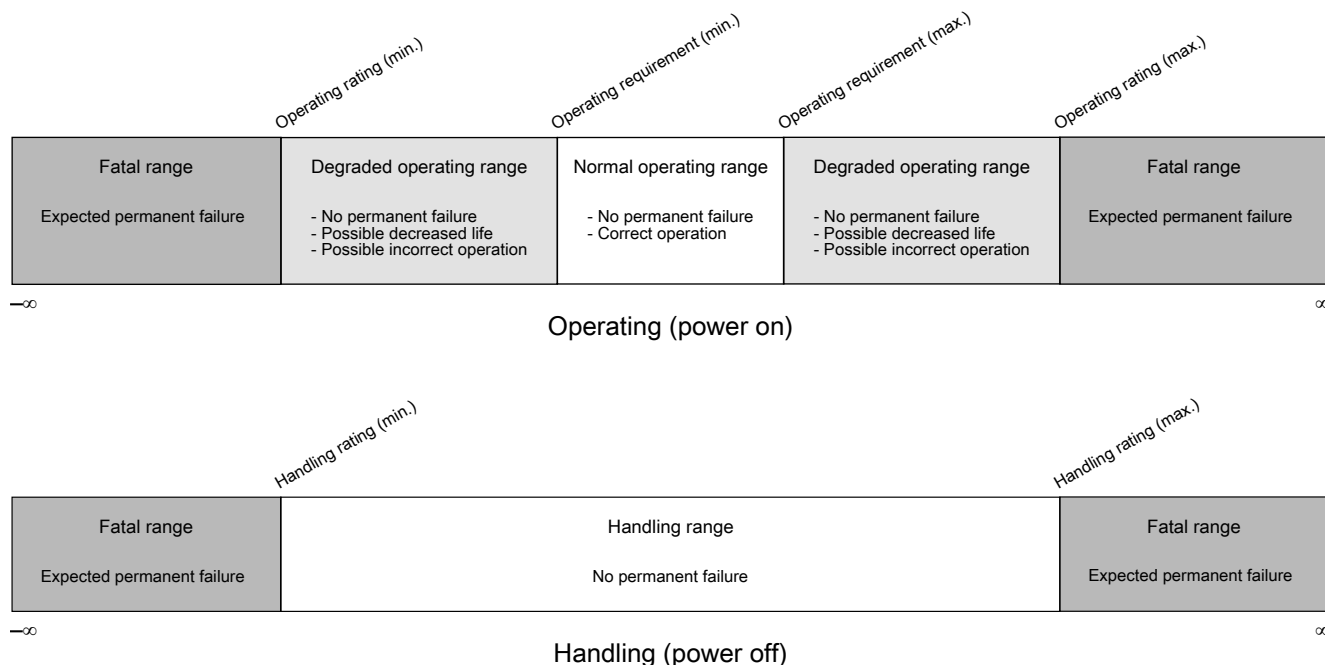 Operating rating (min.)
Operating requirement (min.)
Operating requirement (max.)
Operating rating (max.)
Fatal range
Degraded operating range
Normal operating range
Degraded operating range
Fatal range
Expected permanent failure
- No permanent failure
- Possible decreased life
- Possible incorrect operation
- No permanent failure
- Correct operation
- No permanent failure
- Possible decreased life
- Possible incorrect operation
Expected permanent failure
–∞
∞
Operating (power on)
Handling rating (min.)
Handling rating (max.)
Fatal range
Handling range
Fatal range
Expected permanent failure
No permanent failure
Expected permanent failure
–∞
∞
Handling (power off)